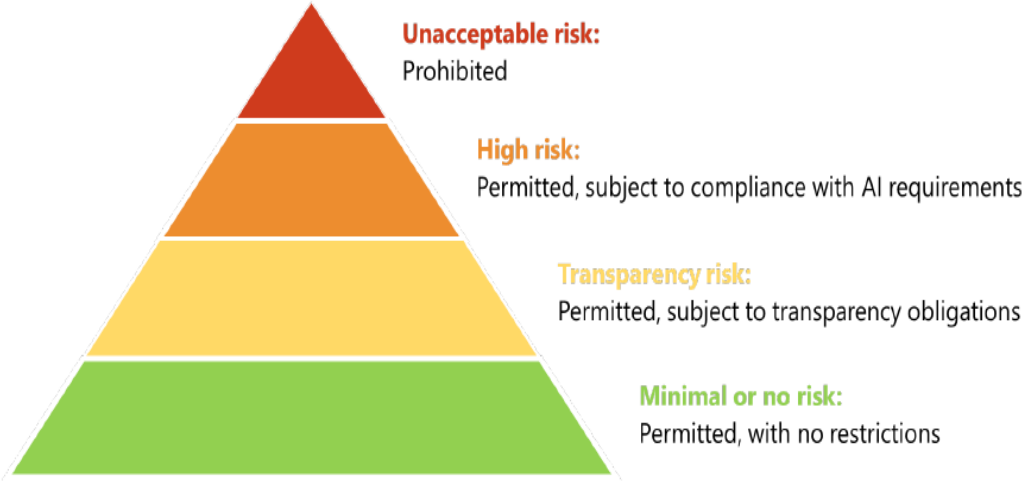 Unacceptable risk:
Prohibited
High risk:
Permitted, subject to compliance with AI requirements
Transparency risk:
Permitted, subject to transparency obligations
Minimal or no risk:
Permitted, with no restrictions